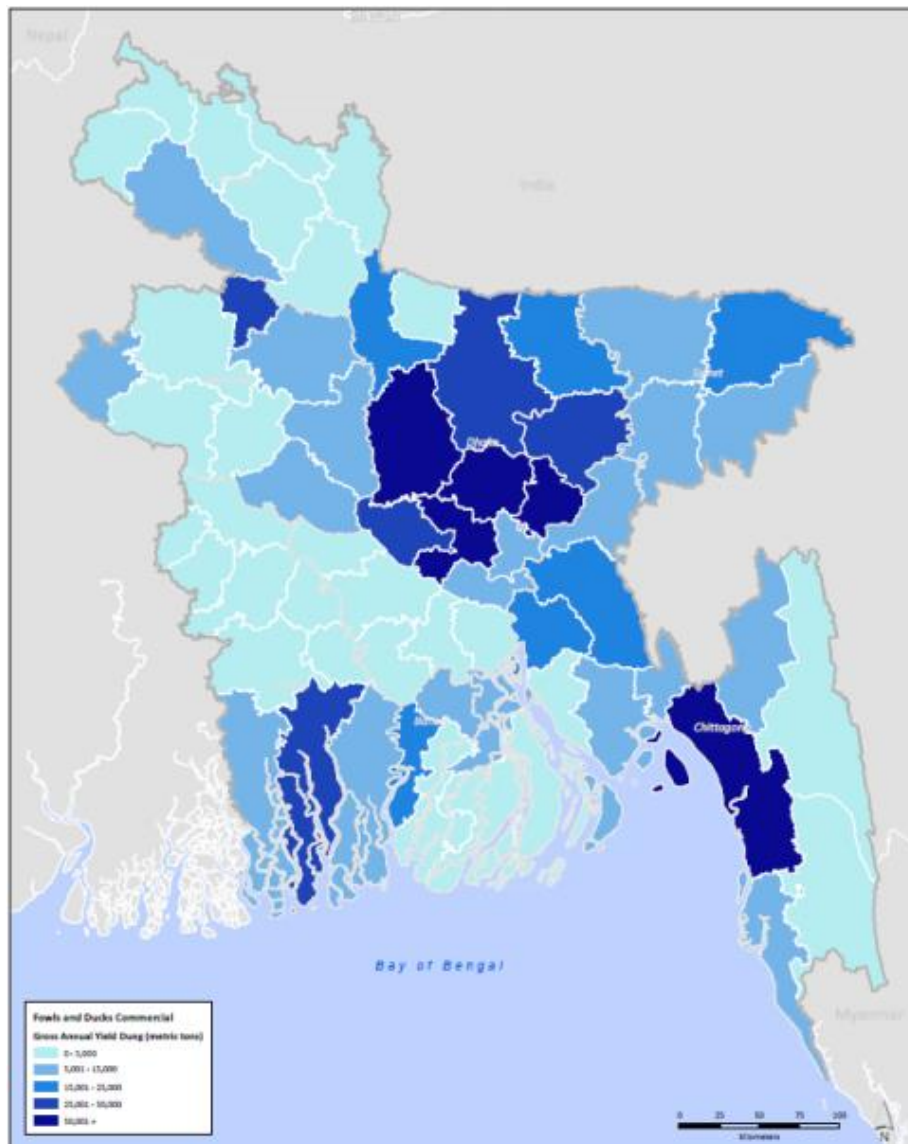 Nepal
Bhutan
India
Dhaka
Chittagong
Bay of Bengal
Myanmar
Fowls and Ducks Commercial
Gross Annual Yield Dung (metric tons)
0 - 5,000
5,001 - 15,000
15,001 - 25,000
25,001 - 50,000
50,001 +
0 25 50 75 100
Kilometers
N